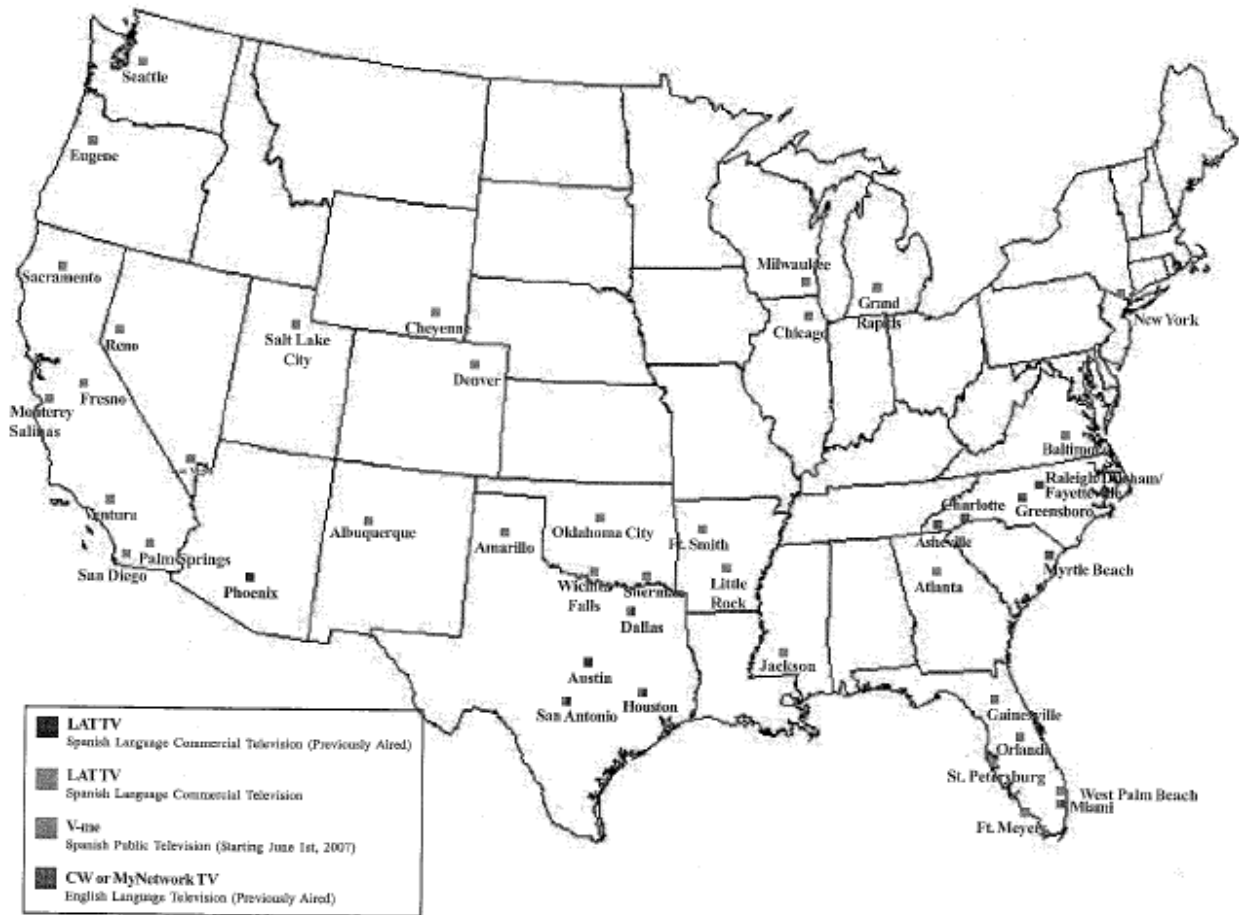 Seattle
Eugene
Sacramento
Reno
Salt Lake
City
Cheyenne
Denver
Monterey
Salinas
Fresno
Ventura
Palm Springs
San Diego
Phoenix
Albuquerque
Amarillo
Oklahoma City
Wichita
Falls
Sherman
Dallas
Austin
San Antonio
Houston
Ft. Smith
Little
Rock
Jackson
Milwaukee
Chicago
Grand
Rapids
New York
Baltimore
Raleigh/Durham/
Fayetteville
Greensboro
Charlotte
Asheville
Myrtle Beach
Atlanta
Gainesville
Orlando
St. Petersburg
West Palm Beach
Miami
Ft. Meyers
LAT TV
Spanish Language Commercial Television (Previously Aired)
LAT TV
Spanish Language Commercial Television
V-me
Spanish Public Television (Starting June 1st, 2007)
CW or MyNetwork TV
English Language Television (Previously Aired)